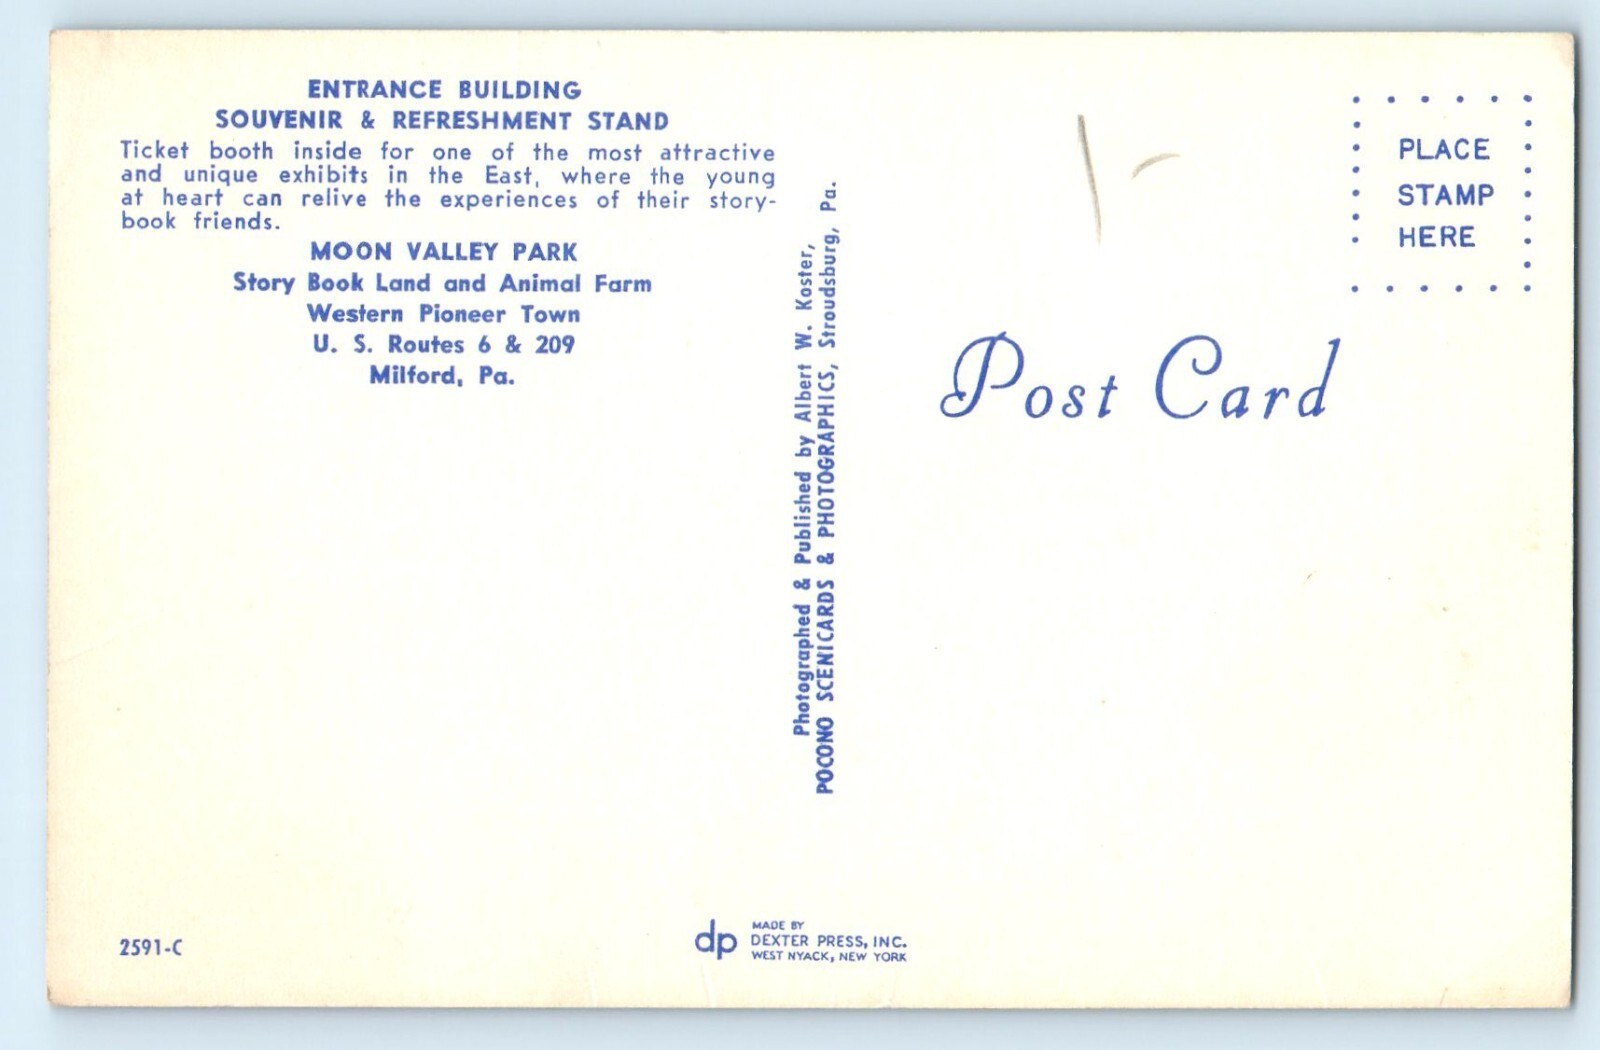 ENTRANCE BUILDING
SOUVENIR & REFRESHMENT STAND
Ticket booth inside for one of the most attractive
and unique exhibits in the East, where the young
at heart can relive the experiences of their story-
book friends.
MOON VALLEY PARK
Story Book Land and Animal Farm
Western Pioneer Town
U. S. Routes 6 & 209
Milford, Pa.
2591-C
Photographed & Published by Albert W. Koster,
POCONO SCENICARDS & PHOTOGRAPHICS, Stroudsburg, Pa.
dp
MADE BY
DEXTER PRESS, INC.
WEST NYACK, NEW YORK
1-
PLACE
STAMP
HERE
Post Card